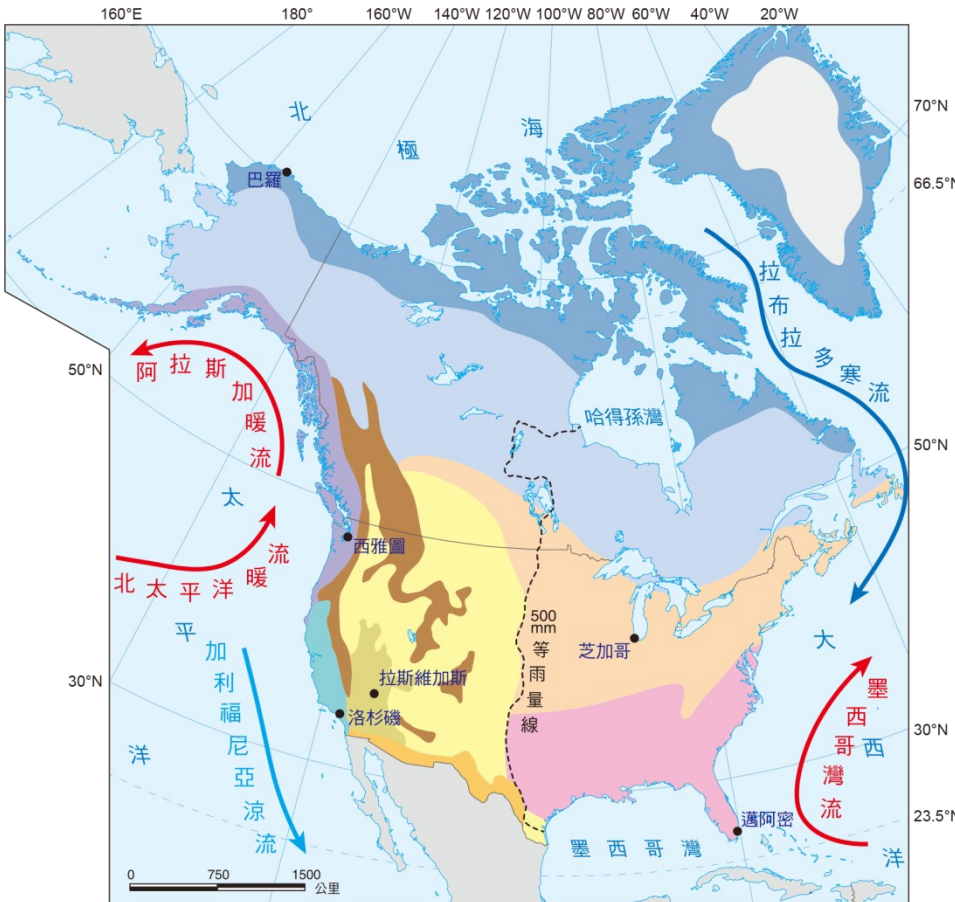 160°E
180°
160°W
140°W
120°W
100°W
80°W
60°W
40°W
20°W
70°N
66.5°N
50°N
30°N
23.5°N
50°N
30°N
北極海
巴羅
拉布拉多寒流
阿拉斯加暖流
哈得孫灣
太平洋
西雅圖
北太平洋暖流
500
mm
等雨量線
芝加哥
大西洋
加利福尼亞涼流
拉斯維加斯
洛杉磯
墨西哥灣流
邁阿密
墨西哥灣
0
750
1500
公里